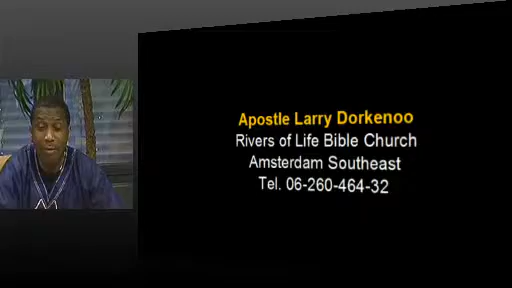 Apostle Larry Dorkenoo
Rivers of Life Bible Church
Amsterdam Southeast
Tel. 06-260-464-32